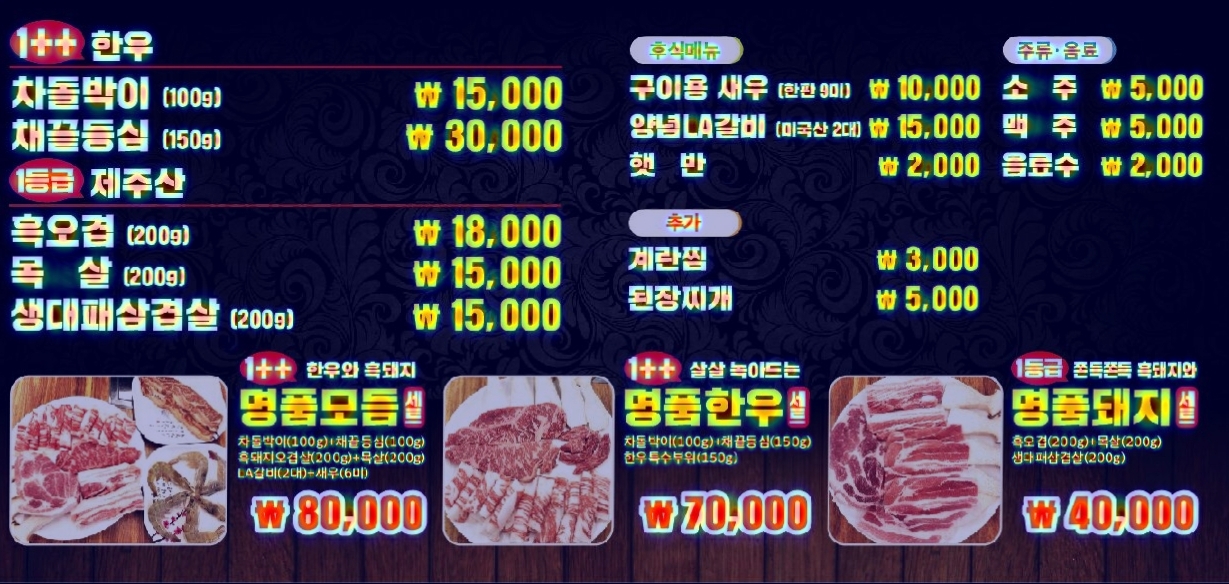 1++ 한우
차돌박이 (100g) ₩ 15,000
채끝등심 (150g) ₩ 30,000
1등급 제주산
흑오겹 (200g) ₩ 18,000
목 살 (200g) ₩ 15,000
생대패삼겹살 (200g) ₩ 15,000
후식메뉴
구이용 새우 (한판 9미) ₩ 10,000
양념LA갈비 (미국산 2대) ₩ 15,000
햇 반 ₩ 2,000
추가
계란찜 ₩ 3,000
된장찌개 ₩ 5,000
주류·음료
소 주 ₩ 5,000
맥 주 ₩ 5,000
음료수 ₩ 2,000
1++ 한우와 흑돼지
명품모듬 세트
차돌박이(100g)+채끝등심(100g)
흑돼지오겹살(200g)+목살(200g)
LA갈비(2대)+새우(6미)
₩ 80,000
1++ 살살 녹아드는
명품한우 세트
차돌박이(100g)+채끝등심(150g)
한우특수부위(150g)
₩ 70,000
1등급 쫀득쫀득 흑돼지와
명품돼지 세트
흑오겹(200g)+목살(200g)
생대패삼겹살(200g)
₩ 40,000